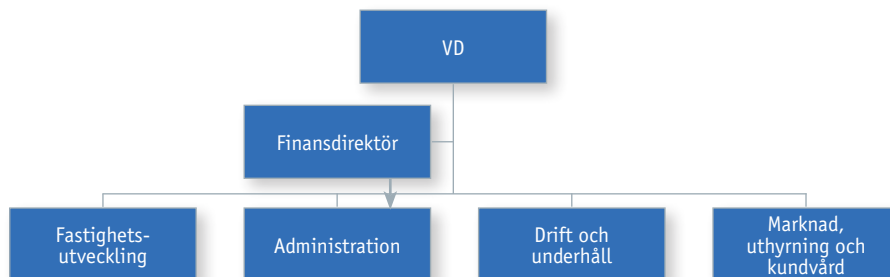 VD
Finansdirektör
Fastighets-
utveckling
Administration
Drift och
underhåll
Marknad,
uthyrning och
kundvård